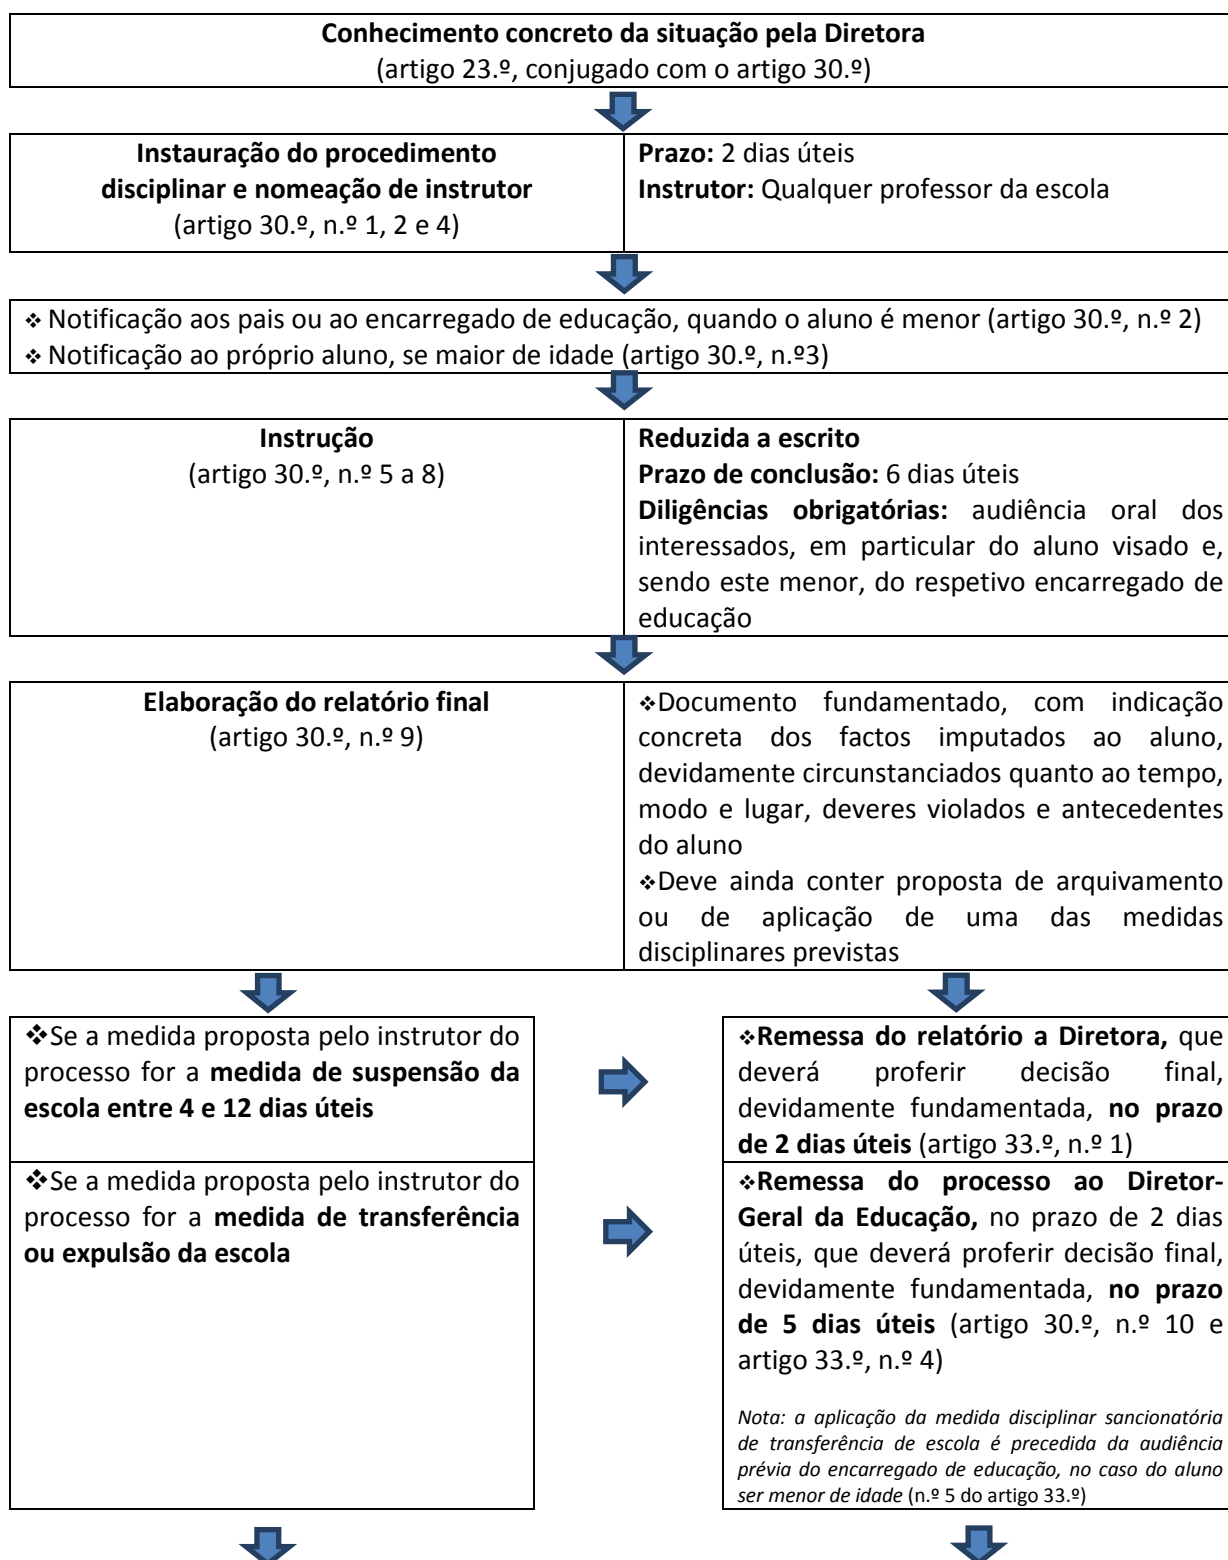 Conhecimento concreto da situação pela Diretora
(artigo 23.º, conjugado com o artigo 30.º)
Instauração do procedimento
disciplinar e nomeação de instrutor
(artigo 30.º, n.º 1, 2 e 4)
Prazo: 2 dias úteis
Instrutor: Qualquer professor da escola
❖ Notificação aos pais ou ao encarregado de educação, quando o aluno é menor (artigo 30.º, n.º 2)
❖ Notificação ao próprio aluno, se maior de idade (artigo 30.º, n.º3)
Instrução
(artigo 30.º, n.º 5 a 8)
Reduzida a escrito
Prazo de conclusão: 6 dias úteis
Diligências obrigatórias: audiência oral dos
interessados, em particular do aluno visado e,
sendo este menor, do respetivo encarregado de
educação
Elaboração do relatório final
(artigo 30.º, n.º 9)
❖Documento fundamentado, com indicação
concreta dos factos imputados ao aluno,
devidamente circunstanciados quanto ao tempo,
modo e lugar, deveres violados e antecedentes
do aluno
❖Deve ainda conter proposta de arquivamento
ou de aplicação de uma das medidas
disciplinares previstas
❖Se a medida proposta pelo instrutor do
processo for a medida de suspensão da
escola entre 4 e 12 dias úteis
❖Remessa do relatório a Diretora, que
deverá proferir decisão final,
devidamente fundamentada, no prazo
de 2 dias úteis (artigo 33.º, n.º 1)
❖Se a medida proposta pelo instrutor do
processo for a medida de transferência
ou expulsão da escola
❖Remessa do processo ao Diretor-
Geral da Educação, no prazo de 2 dias
úteis, que deverá proferir decisão final,
devidamente fundamentada, no prazo
de 5 dias úteis (artigo 30.º, n.º 10 e
artigo 33.º, n.º 4)
Nota: a aplicação da medida disciplinar sancionatória
de transferência de escola é precedida da audiência
prévia do encarregado de educação, no caso do aluno
ser menor de idade (n.º 5 do artigo 33.º)